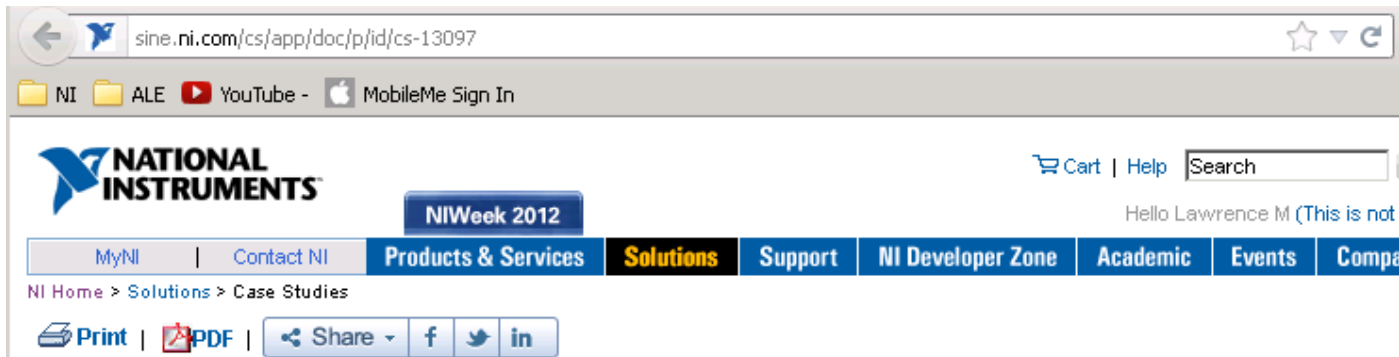 sine.ni.com/cs/app/doc/p/id/cs-13097
NI ALE YouTube - MobileMe Sign In
NATIONAL
INSTRUMENTS
Cart | Help Search
NIWeek 2012
Hello Lawrence M (This is not
MyNI | Contact NI Products & Services Solutions Support NI Developer Zone Academic Events Compa
NI Home > Solutions > Case Studies
Print | PDF | Share f in